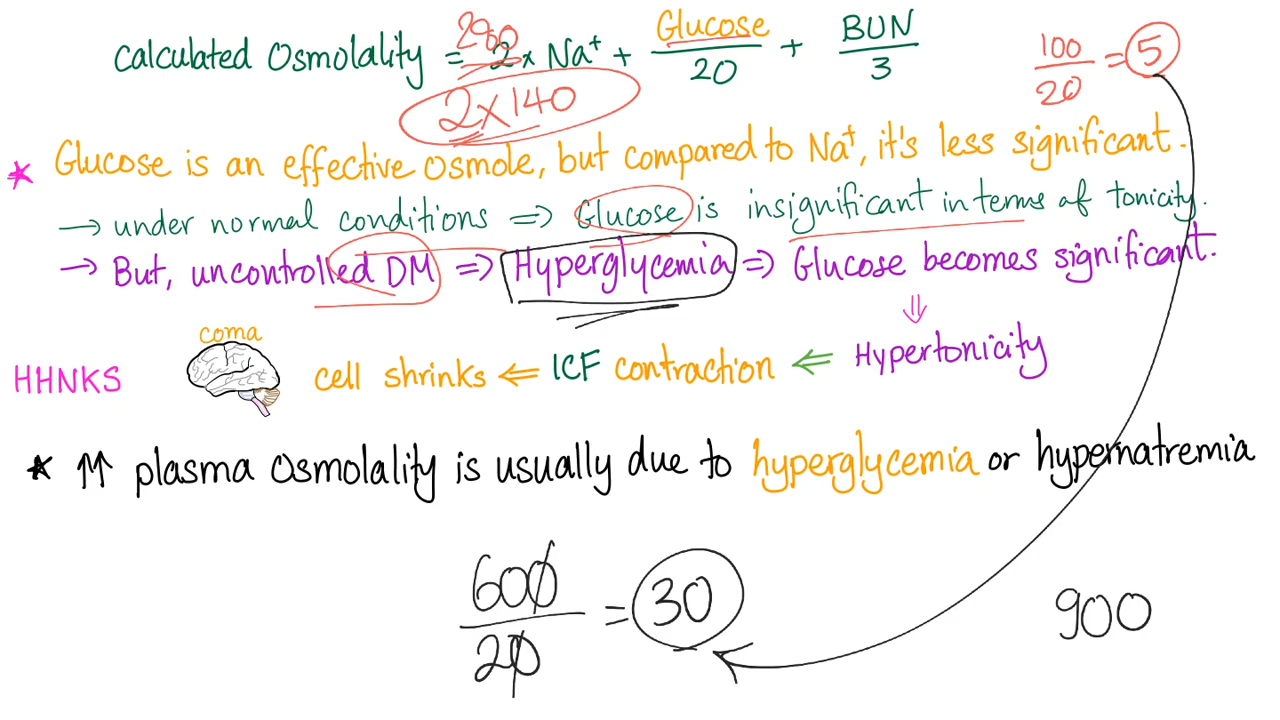 Calculated Osmolality = 2 x Na⁺ + Glucose/20 + BUN/3
280
2 x 140
100/20 = 5
* Glucose is an effective Osmole, but compared to Na⁺, it's less significant.
→ under normal conditions ⇒ Glucose is insignificant in terms of tonicity.
→ But, uncontrolled DM ⇒ Hyperglycemia ⇒ Glucose becomes significant.
⇓
HHNKS coma cell shrinks ⇐ ICF contraction ⇐ Hypertonicity
* ↑↑ plasma Osmolality is usually due to hyperglycemia or hypernatremia
600/20 = 30
900